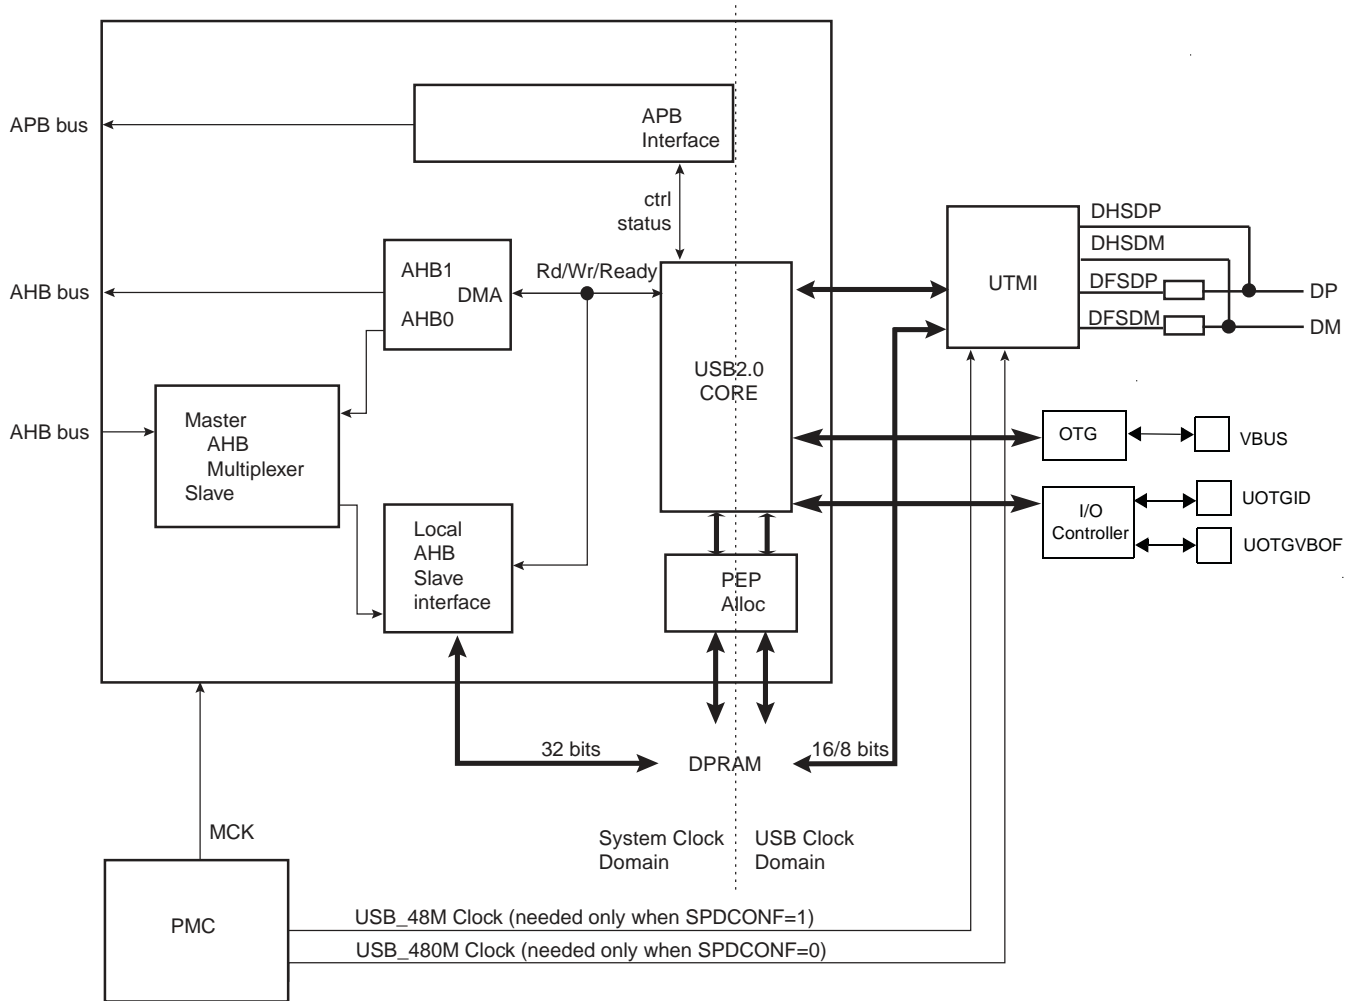 APB bus
APB
Interface
ctrl
status
AHB bus
AHB1
DMA
AHB0
Rd/Wr/Ready
USB2.0
CORE
UTMI
DHSDP
DHSDM
DFSDP
DFSDM
DP
DM
AHB bus
Master
AHB
Multiplexer
Slave
OTG
VBUS
I/O
Controller
UOTGID
UOTGVBOF
Local
AHB
Slave
interface
PEP
Alloc
32 bits
DPRAM
16/8 bits
MCK
System Clock
Domain
USB Clock
Domain
PMC
USB_48M Clock (needed only when SPDCONF=1)
USB_480M Clock (needed only when SPDCONF=0)